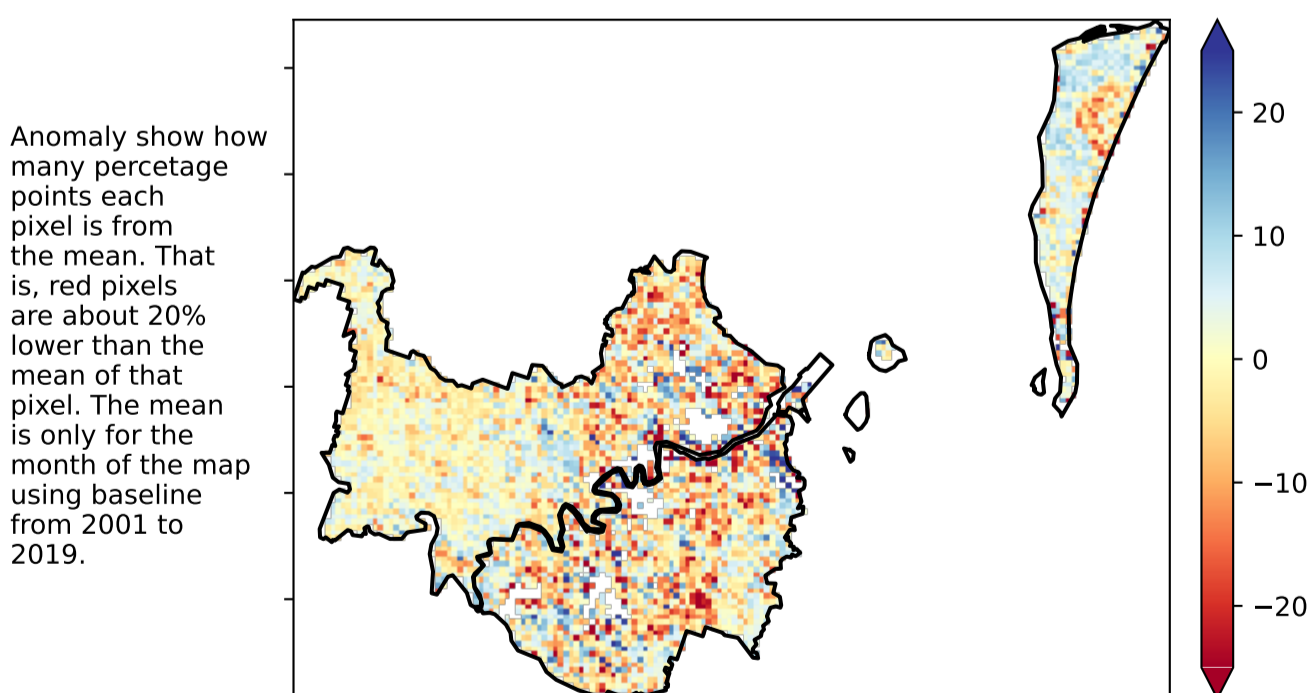 Anomaly show how
many percetage
points each
pixel is from
the mean. That
is, red pixels
are about 20%
lower than the
mean of that
pixel. The mean
is only for the
month of the map
using baseline
from 2001 to
2019.
20
10
0
−10
−20